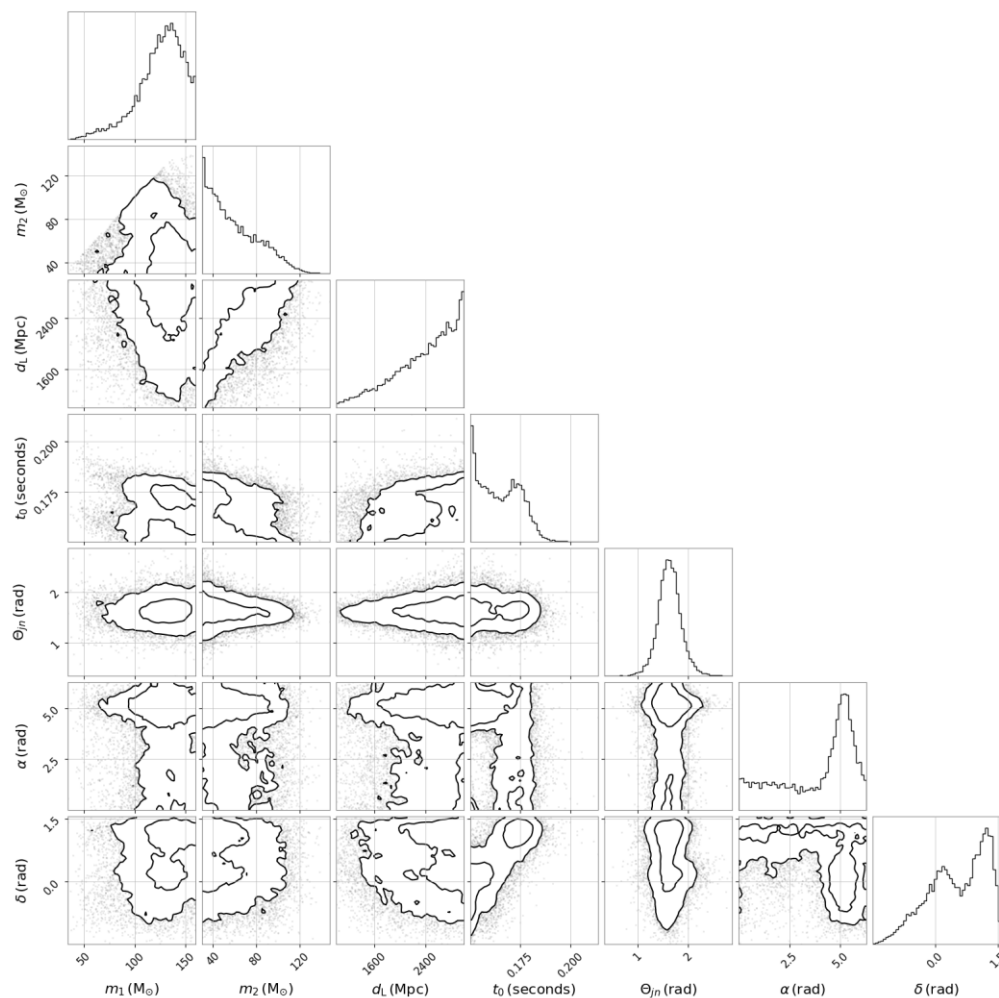 m₂ (M⊙)
120
80
40
d_L (Mpc)
2400
1600
t₀ (seconds)
0.200
0.175
Θ_jn (rad)
2
1
α (rad)
5.0
2.5
δ (rad)
1.5
0.0
50 100 150 40 80 120 1600 2400 0.175 0.200 1 2 2.5 5.0 0.0 1.5
m₁ (M⊙) m₂ (M⊙) d_L (Mpc) t₀ (seconds) Θ_jn (rad) α (rad) δ (rad)